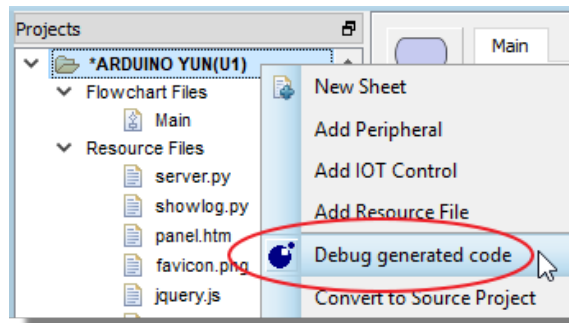 Projects
*ARDUINO YUN(U1)
Flowchart Files
Main
Resource Files
server.py
showlog.py
panel.htm
favicon.png
jquery.js
Main
New Sheet
Add Peripheral
Add IOT Control
Add Resource File
Debug generated code
Convert to Source Project